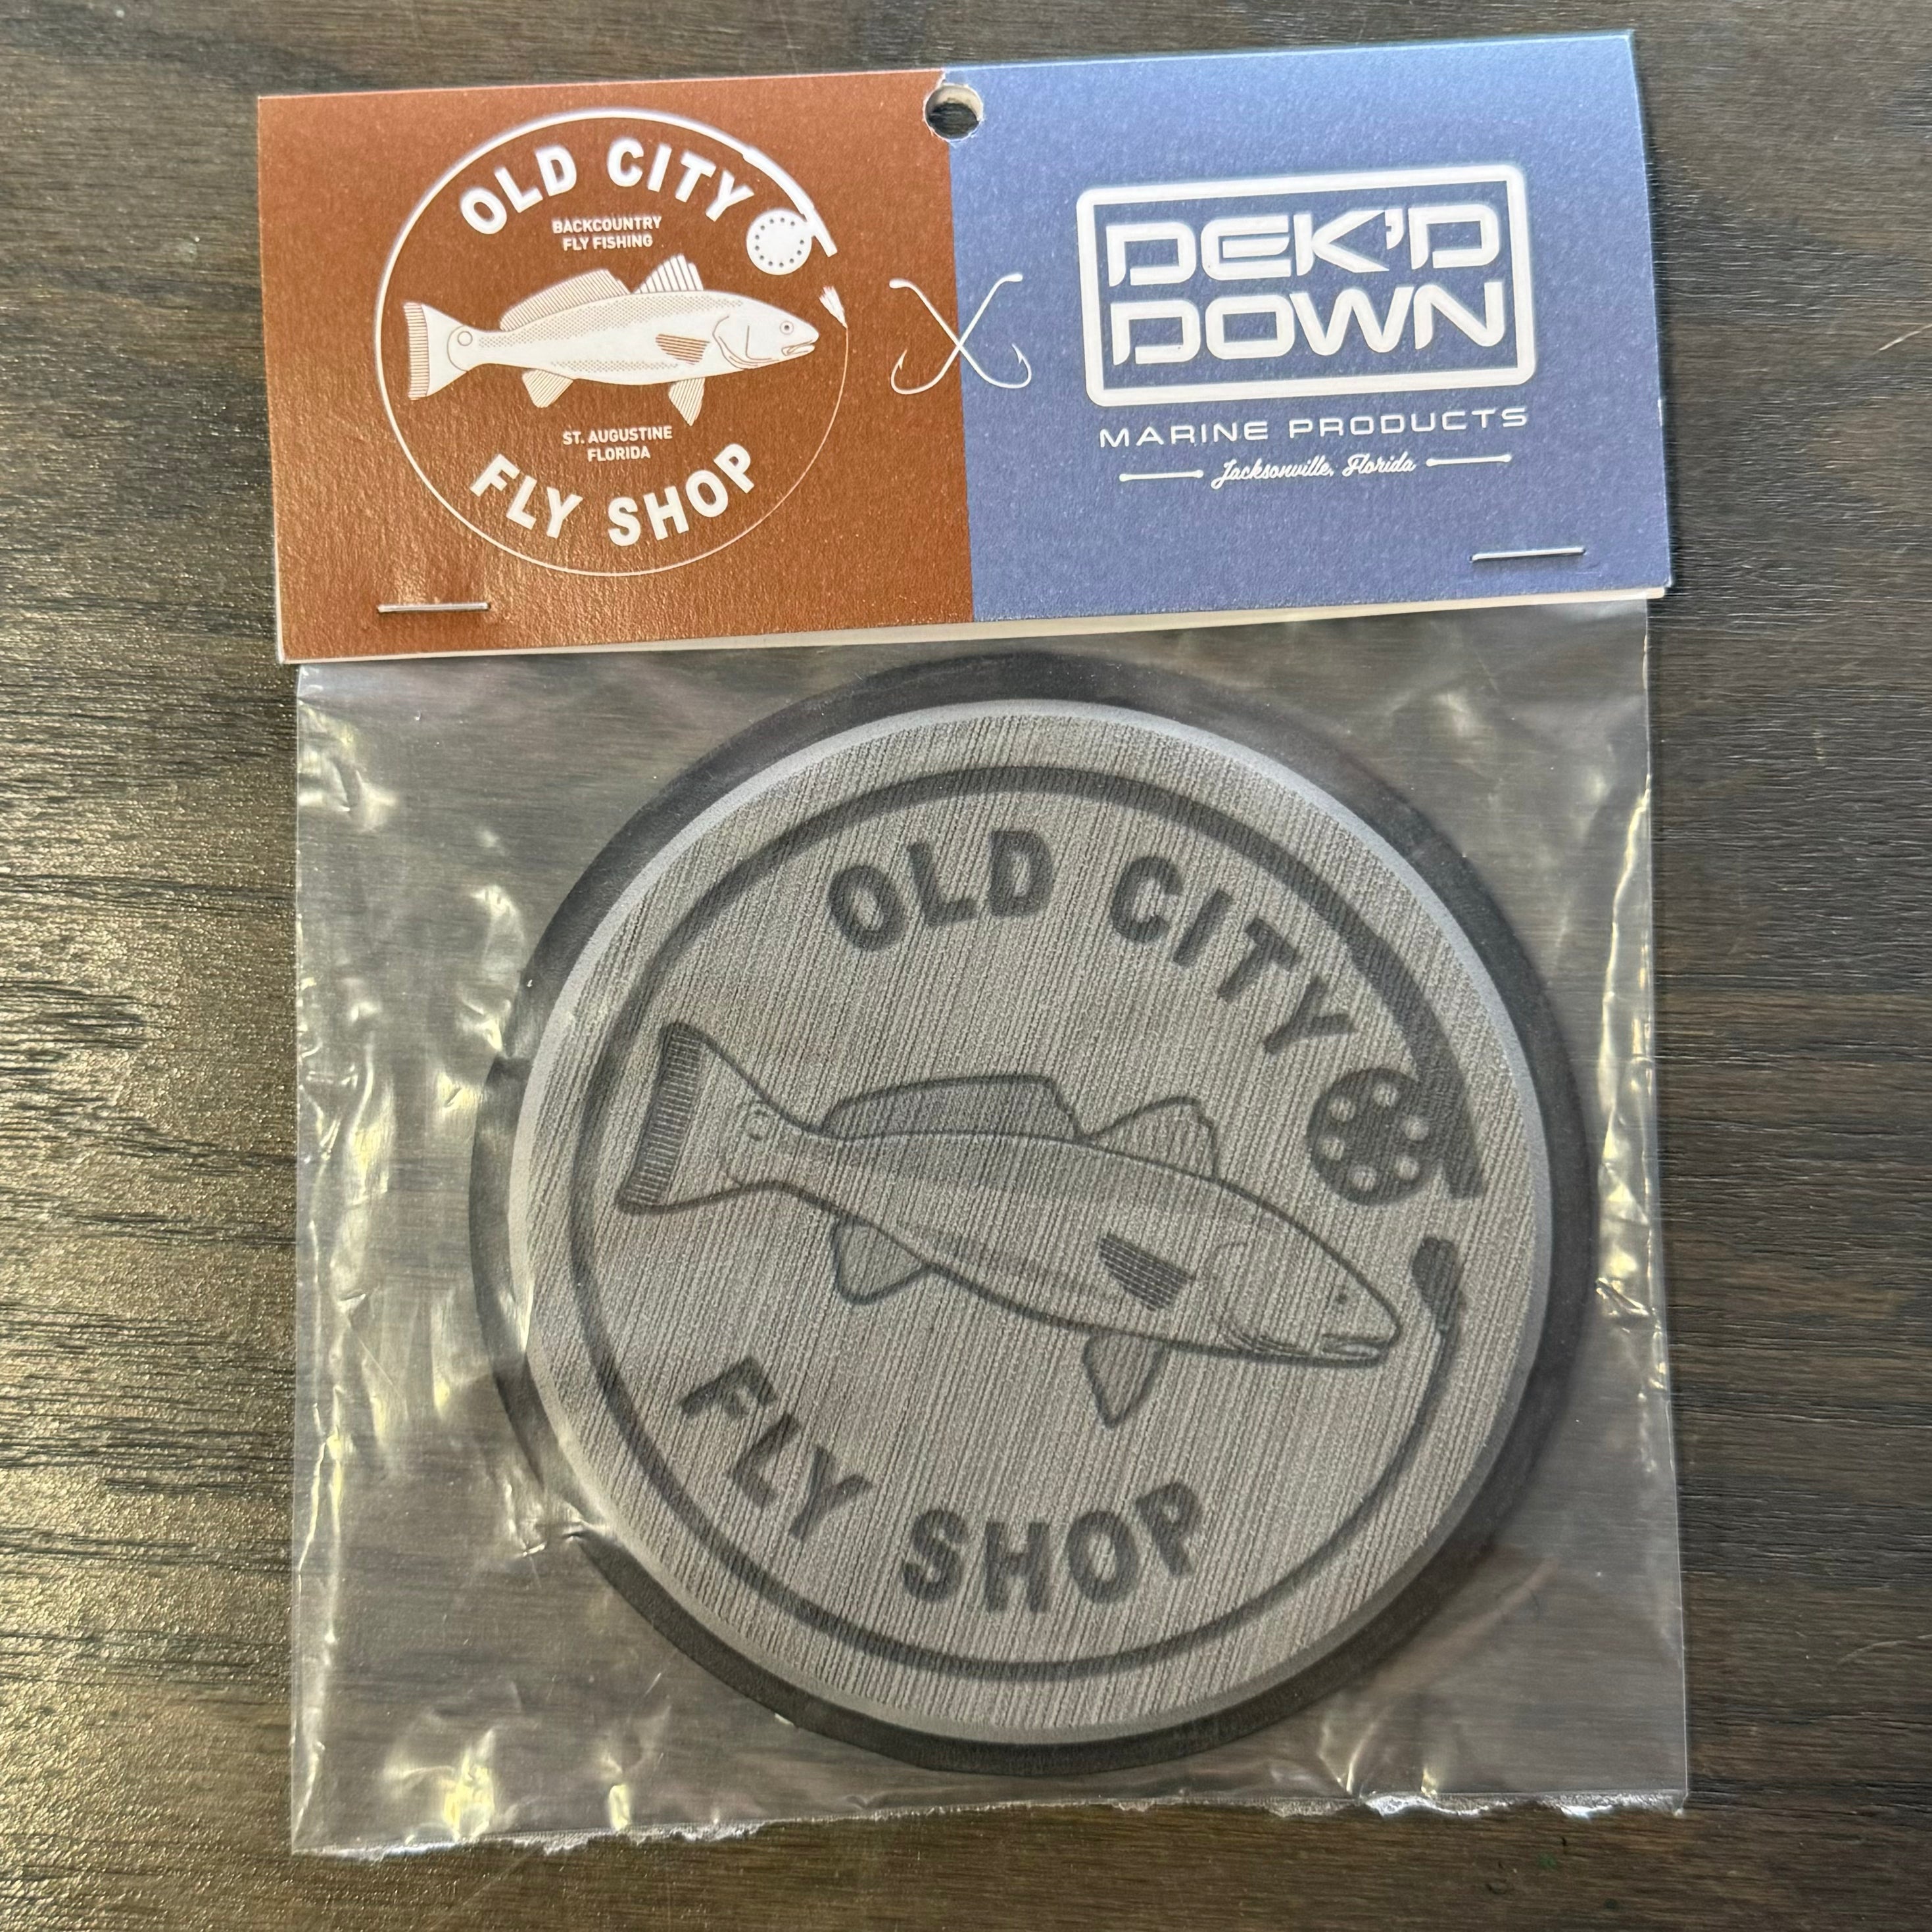 OLD CITY
BACKCOUNTRY
FLY FISHING
ST. AUGUSTINE
FLORIDA
FLY SHOP
DEK'D
DOWN
MARINE PRODUCTS
Jacksonville, Florida
OLD CITY
FLY SHOP